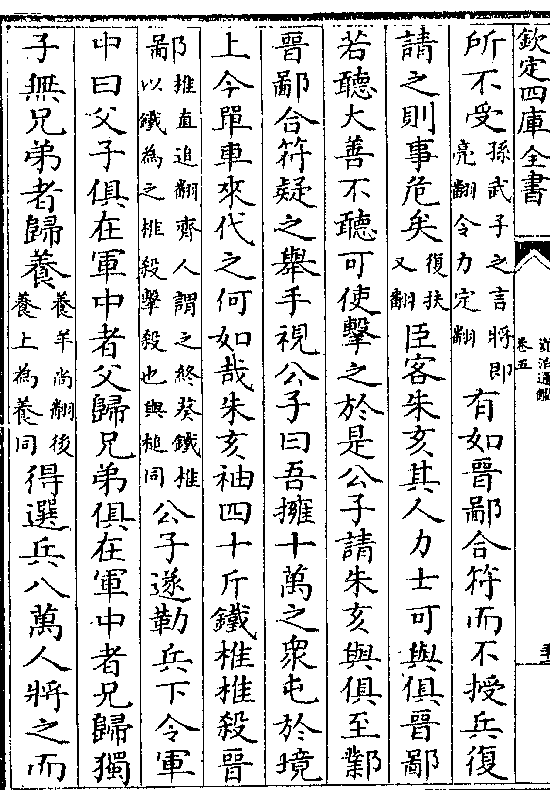 欽定四庫全書
資治通鑑
卷五
所不受孫武子之言將即亮翻令力定翻有如晉鄙合符而不授兵復
請之則事危矣復扶又翻臣客朱亥其人力士可與俱晉鄙
若聽大善不聽可使擊之於是公子請朱亥與俱至鄴
晉鄙合符疑之舉手視公子曰吾擁十萬之衆屯於境
上今單車來代之何如哉朱亥袖四十斤鐵椎椎殺晉
鄙椎直追翻齊人謂之終葵鐵椎以鐵為之椎殺擊殺也與槌同公子遂勒兵下令軍
中曰父子俱在軍中者父歸兄弟俱在軍中者兄歸獨
子無兄弟者歸養養羊尚翻後養上為養同得選兵八萬人將之而